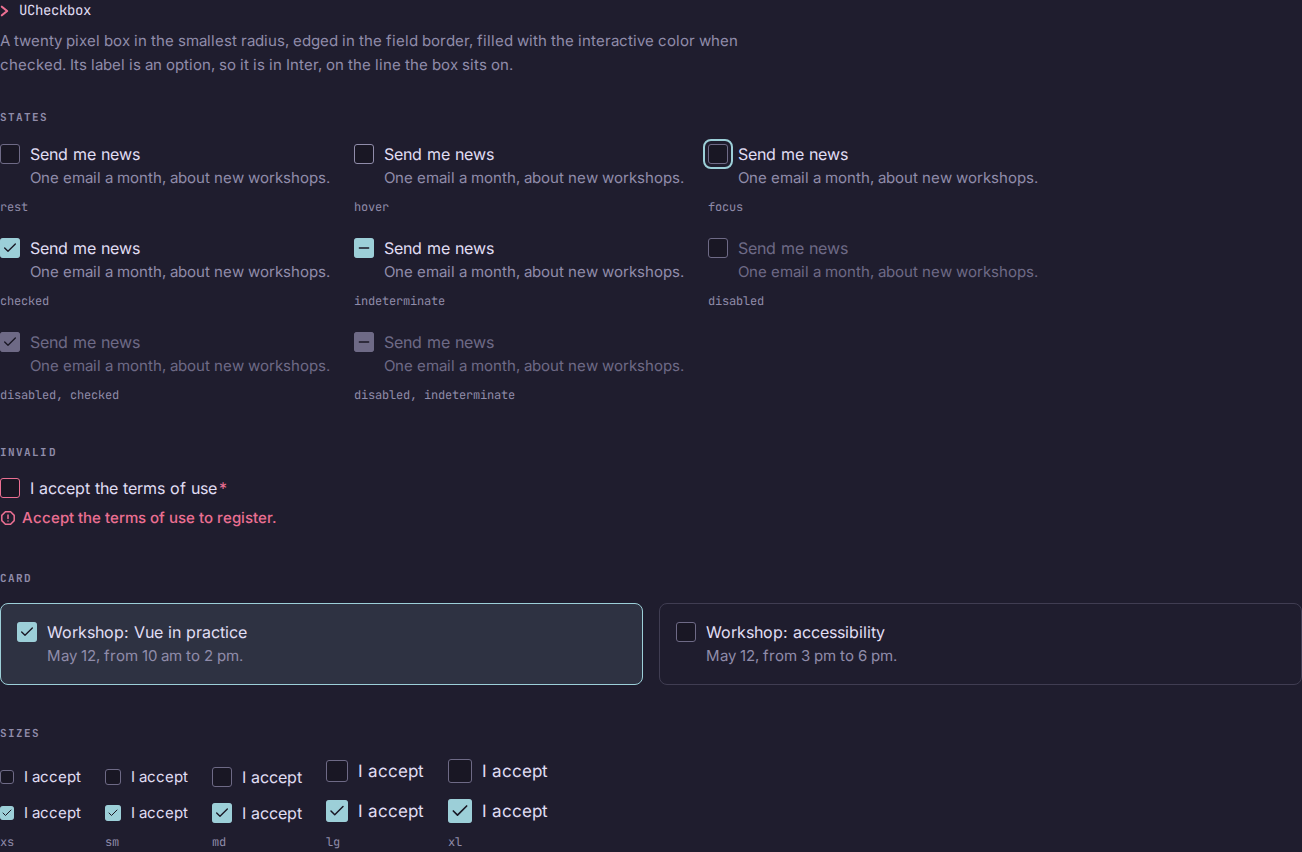 UCheckbox
A twenty pixel box in the smallest radius, edged in the field border, filled with the interactive color when
checked. Its label is an option, so it is in Inter, on the line the box sits on.
STATES
Send me news
One email a month, about new workshops.
rest
Send me news
One email a month, about new workshops.
hover
Send me news
One email a month, about new workshops.
focus
Send me news
One email a month, about new workshops.
checked
Send me news
One email a month, about new workshops.
indeterminate
Send me news
One email a month, about new workshops.
disabled
Send me news
One email a month, about new workshops.
disabled, checked
Send me news
One email a month, about new workshops.
disabled, indeterminate
INVALID
I accept the terms of use*
Accept the terms of use to register.
CARD
Workshop: Vue in practice
May 12, from 10 am to 2 pm.
Workshop: accessibility
May 12, from 3 pm to 6 pm.
SIZES
I accept
I accept
xs
I accept
I accept
sm
I accept
I accept
md
I accept
I accept
lg
I accept
I accept
xl